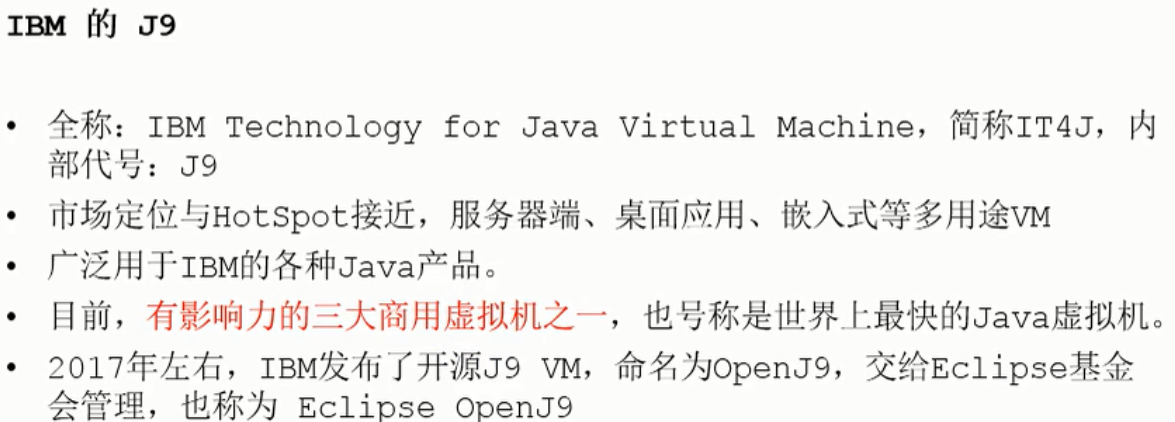 IBM 的 J9
• 全称：IBM Technology for Java Virtual Machine，简称IT4J，内
部代号：J9
• 市场定位与HotSpot接近，服务器端、桌面应用、嵌入式等多用途VM
• 广泛用于IBM的各种Java产品。
• 目前，有影响力的三大商用虚拟机之一，也号称是世界上最快的Java虚拟机。
• 2017年左右，IBM发布了开源J9 VM，命名为OpenJ9，交给Eclipse基金
会管理，也称为 Eclipse OpenJ9